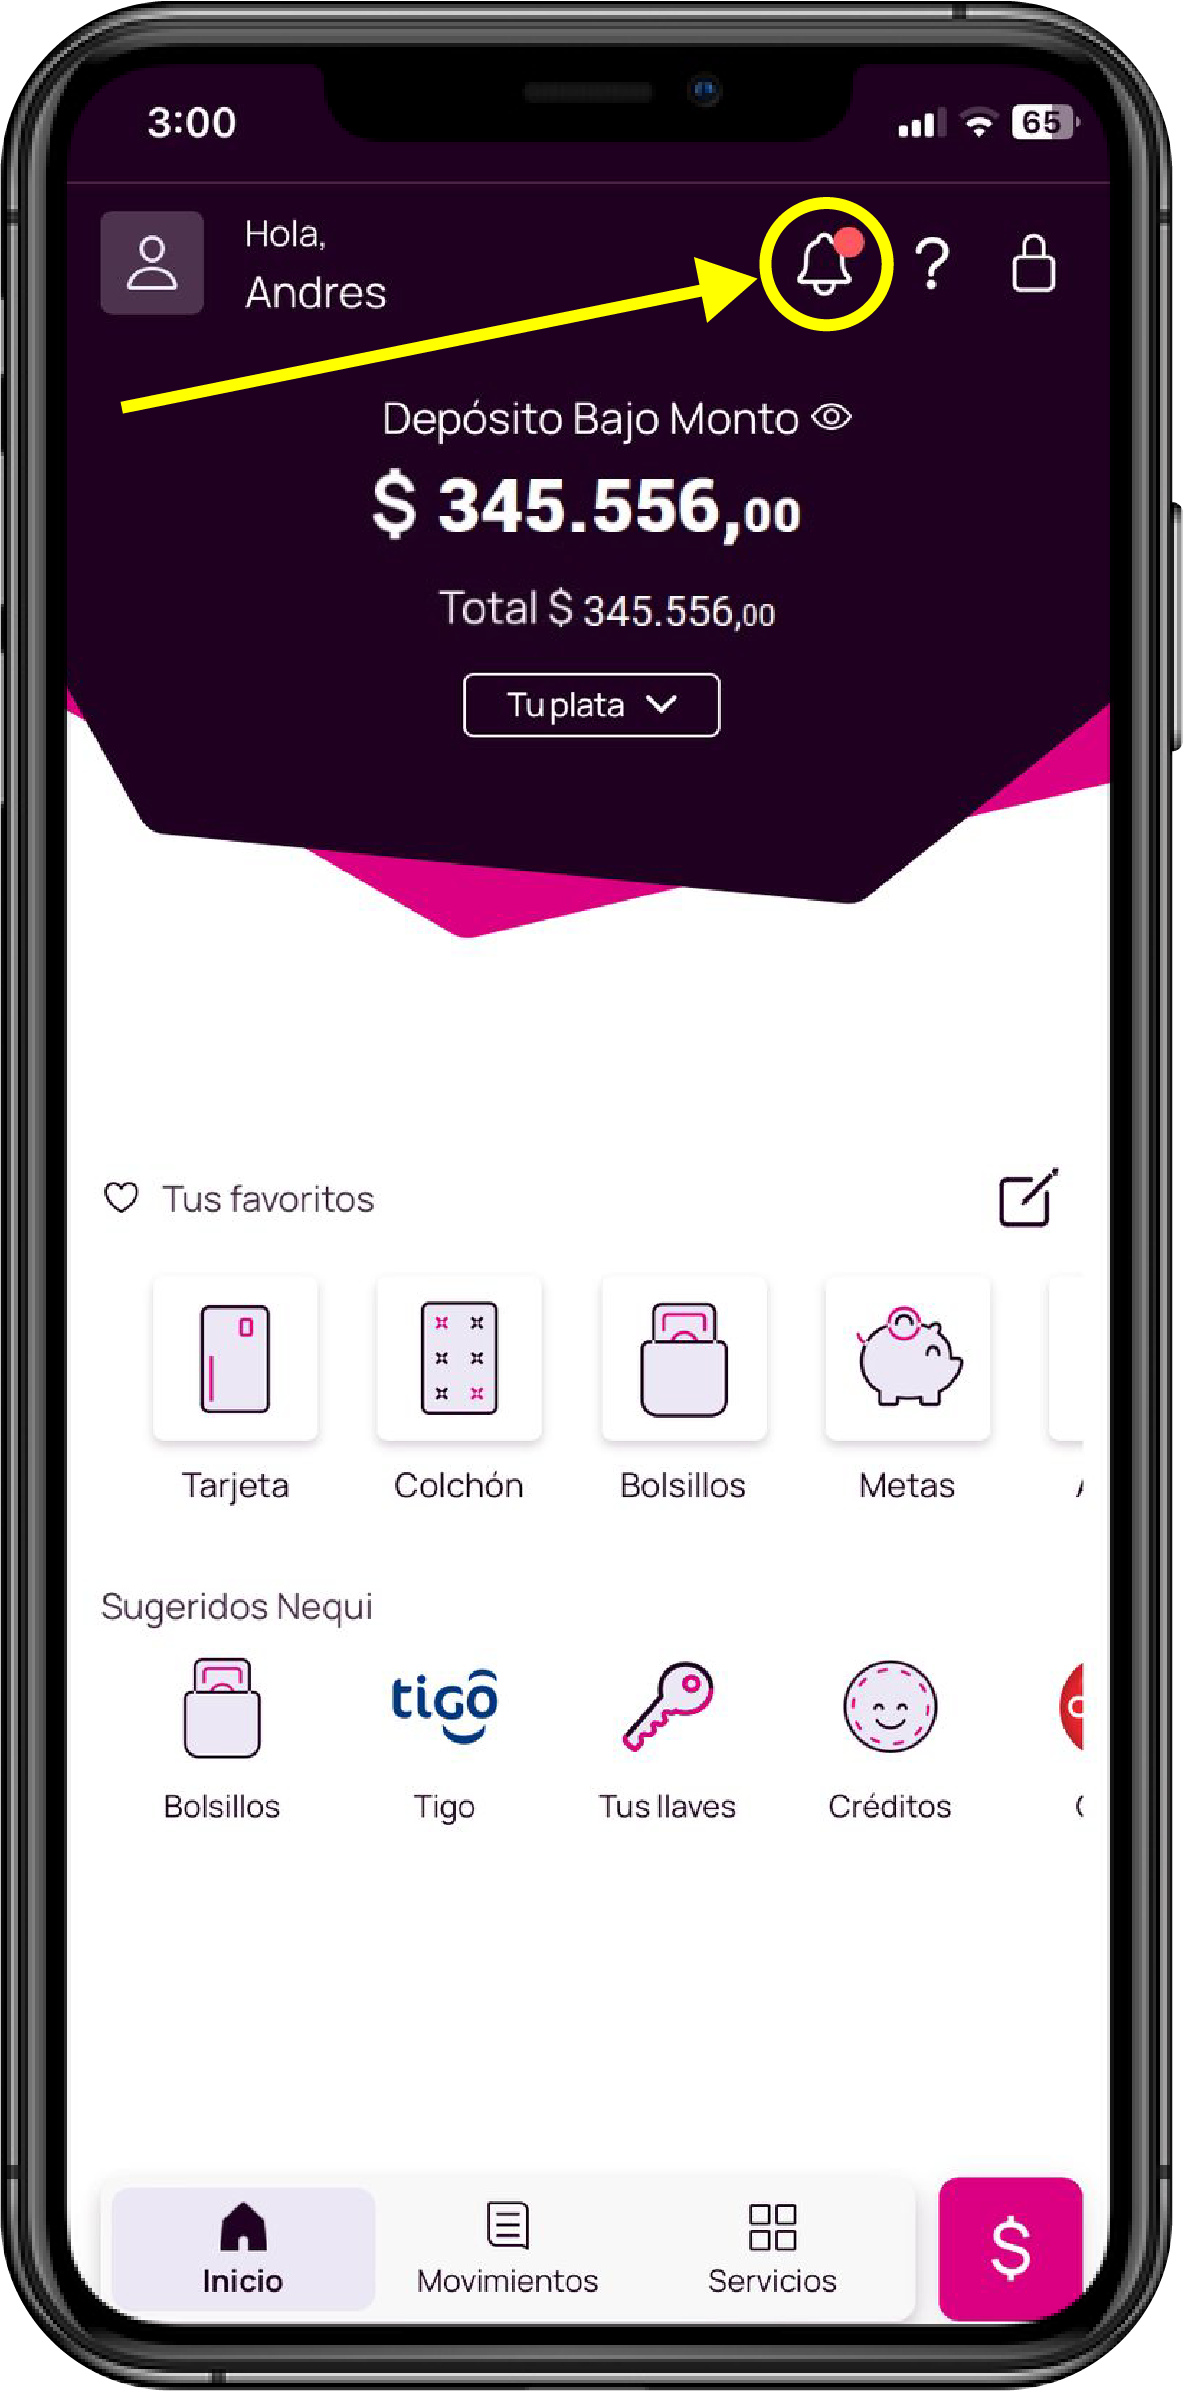 3:00
65
Hola,
Andres
?
Depósito Bajo Monto
$ 345.556,00
Total $ 345.556,00
Tu plata
Tus favoritos
Tarjeta
Colchón
Bolsillos
Metas
Sugeridos Nequi
tigo
Bolsillos
Tigo
Tus llaves
Créditos
Inicio
Movimientos
Servicios
$